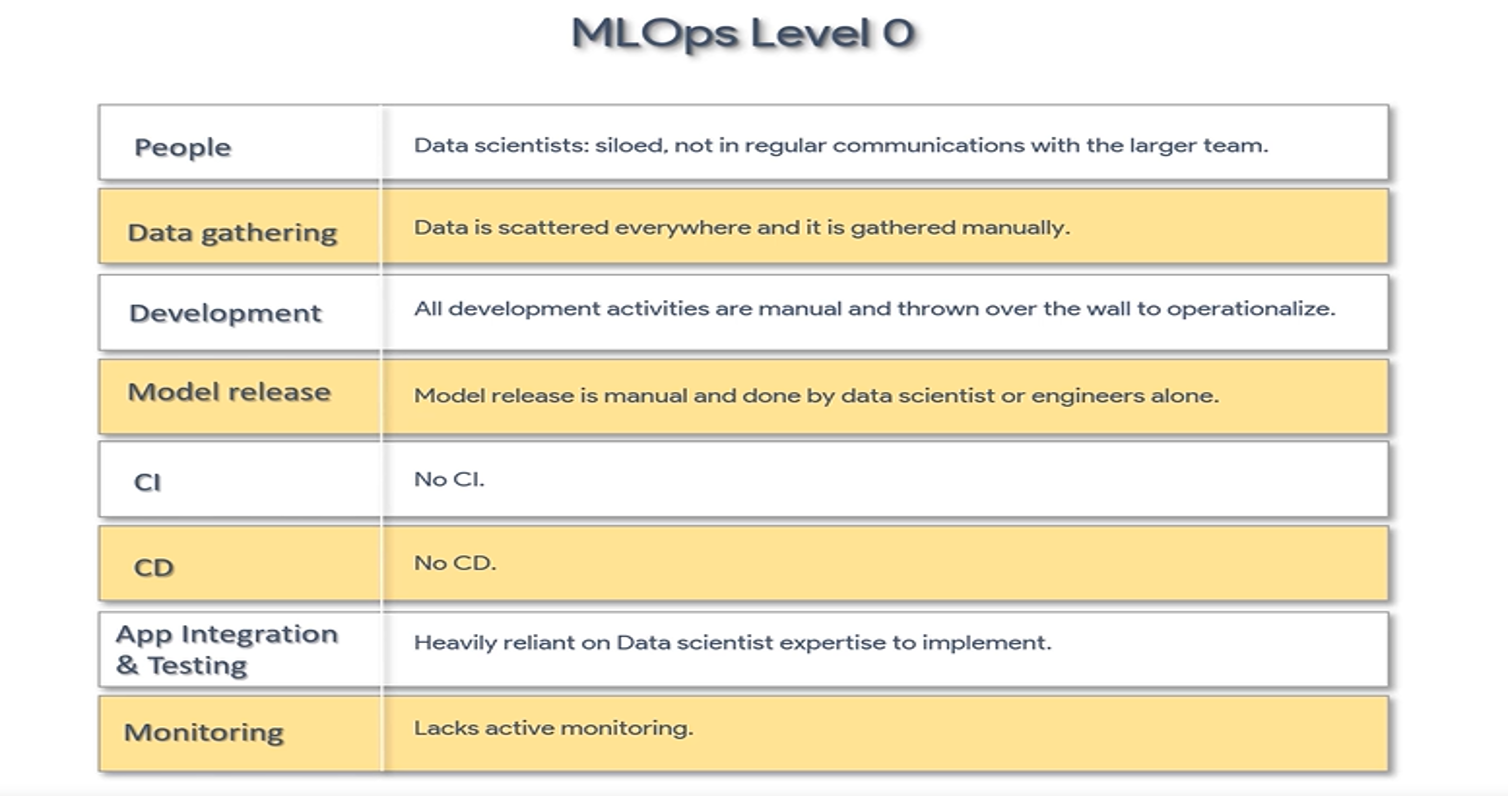 MLOps Level 0
People
Data scientists: siloed, not in regular communications with the larger team.
Data gathering
Data is scattered everywhere and it is gathered manually.
Development
All development activities are manual and thrown over the wall to operationalize.
Model release
Model release is manual and done by data scientist or engineers alone.
CI
No CI.
CD
No CD.
App Integration
& Testing
Heavily reliant on Data scientist expertise to implement.
Monitoring
Lacks active monitoring.